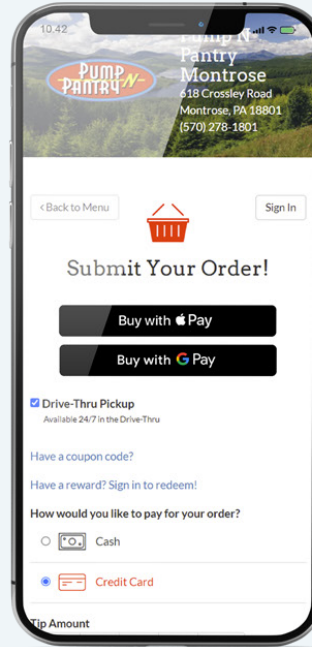 10.42
Pump N
Pantry
Montrose
PUMP -N-
PANTRY
618 Crossley Road
Montrose, PA 18801
(570) 278-1801
< Back to Menu
Sign In
Submit Your Order!
Buy with Pay
Buy with G Pay
Drive-Thru Pickup
Available 24/7 in the Drive-Thru
Have a coupon code?
Have a reward? Sign in to redeem!
How would you like to pay for your order?
Cash
Credit Card
Tip Amount